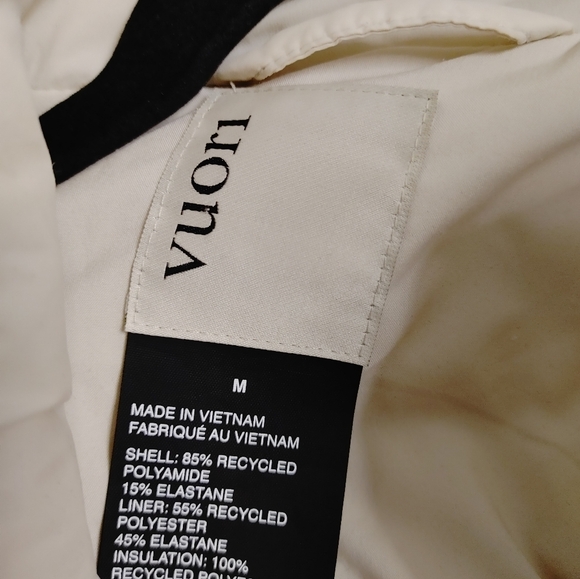 vuori
M
MADE IN VIETNAM
FABRIQUÉ AU VIETNAM
SHELL: 85% RECYCLED
POLYAMIDE
15% ELASTANE
LINER: 55% RECYCLED
POLYESTER
45% ELASTANE
INSULATION: 100%
RECYCLED